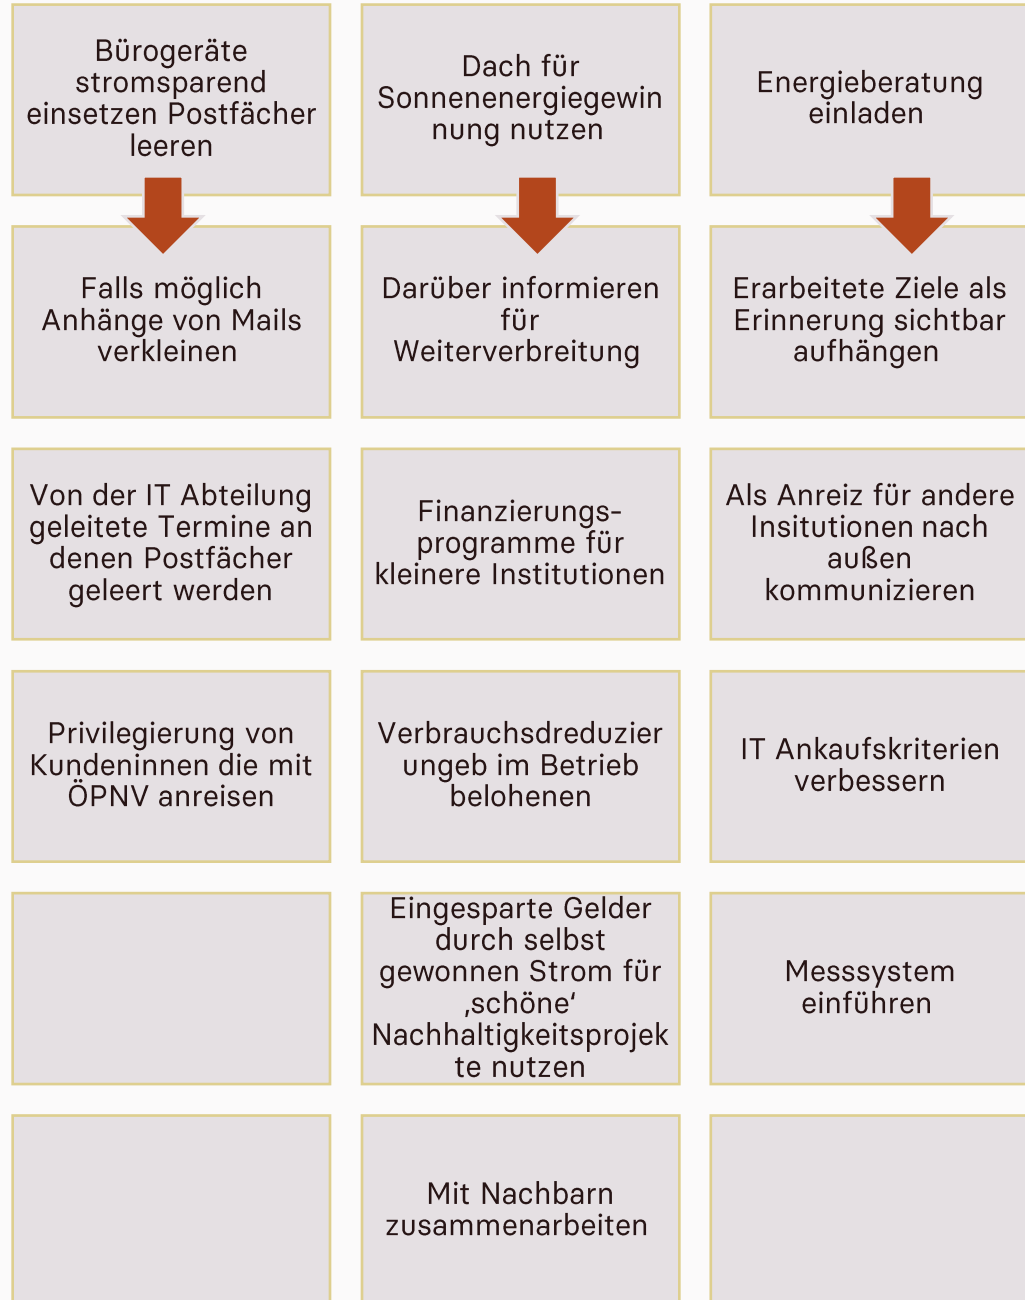 Bürogeräte
stromsparend
einsetzen Postfächer
leeren
Dach für
Sonnenenergiegewin
nung nutzen
Energieberatung
einladen
Falls möglich
Anhänge von Mails
verkleinen
Darüber informieren
für
Weiterverbreitung
Erarbeitete Ziele als
Erinnerung sichtbar
aufhängen
Von der IT Abteilung
geleitete Termine an
denen Postfächer
geleert werden
Finanzierungs-
programme für
kleinere Institutionen
Als Anreiz für andere
Insitutionen nach
außen
kommunizieren
Privilegierung von
Kundeninnen die mit
ÖPNV anreisen
Verbrauchsdreduzier
ungeb im Betrieb
belohenen
IT Ankaufskriterien
verbessern
Eingesparte Gelder
durch selbst
gewonnen Strom für
‚schöne‘
Nachhaltigkeitsprojek
te nutzen
Messsystem
einführen
Mit Nachbarn
zusammenarbeiten